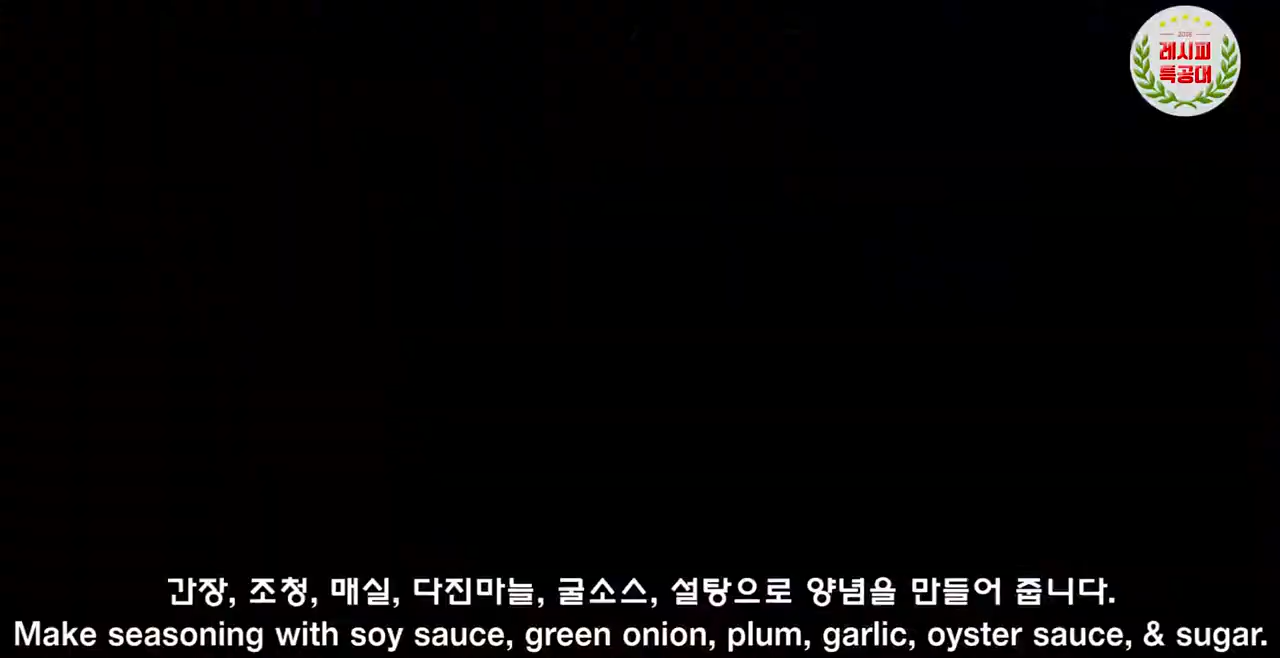 2016
레시피
특공대
간장, 조청, 매실, 다진마늘, 굴소스, 설탕으로 양념을 만들어 줍니다.
Make seasoning with soy sauce, green onion, plum, garlic, oyster sauce, & sugar.